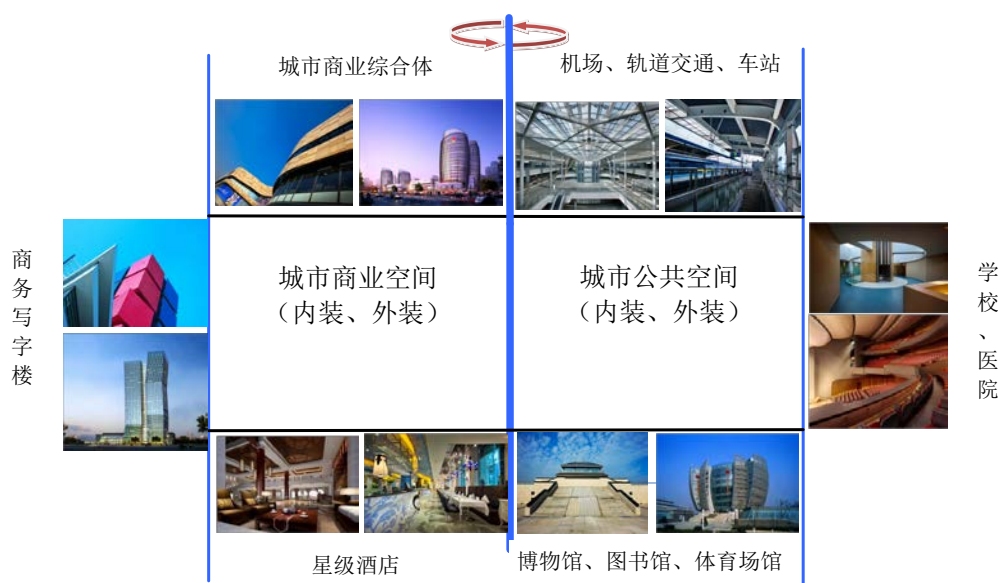 城市商业综合体
机场、轨道交通、车站
商务写字楼
城市商业空间
（内装、外装）
城市公共空间
（内装、外装）
学校、医院
星级酒店
博物馆、图书馆、体育场馆